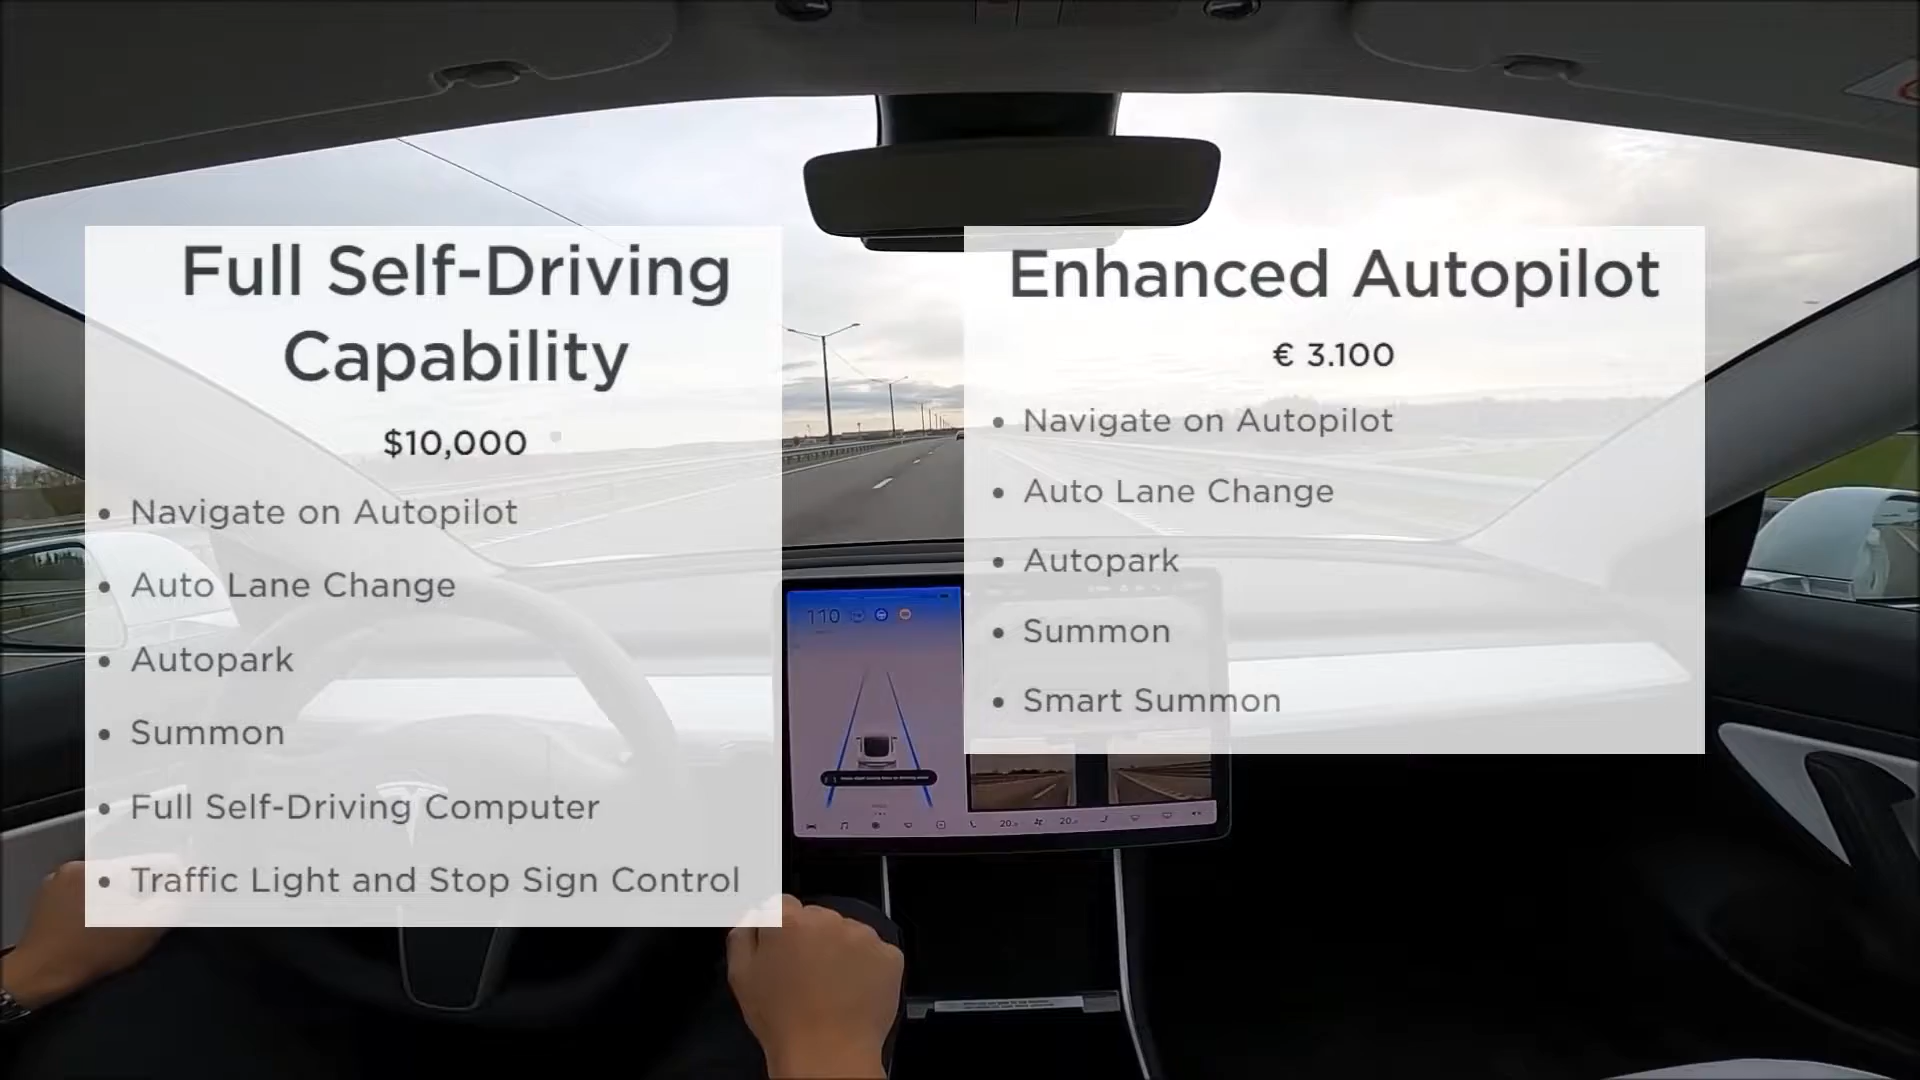 Full Self-Driving
Capability
$10,000
• Navigate on Autopilot
• Auto Lane Change
• Autopark
• Summon
• Full Self-Driving Computer
• Traffic Light and Stop Sign Control
Enhanced Autopilot
€ 3.100
• Navigate on Autopilot
• Auto Lane Change
• Autopark
• Summon
• Smart Summon
110
20
20